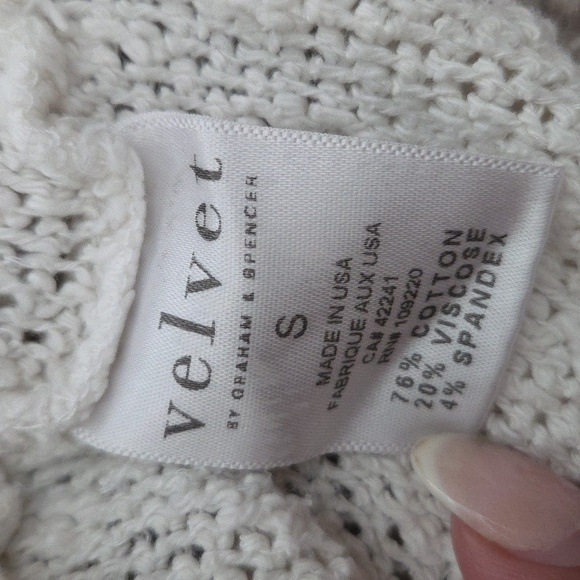 velvet
BY GRAHAM & SPENCER
S
MADE IN USA
FABRIQUE AUX USA
CA# 42241
RN# 109220
76% COTTON
20% VISCOSE
4% SPANDEX